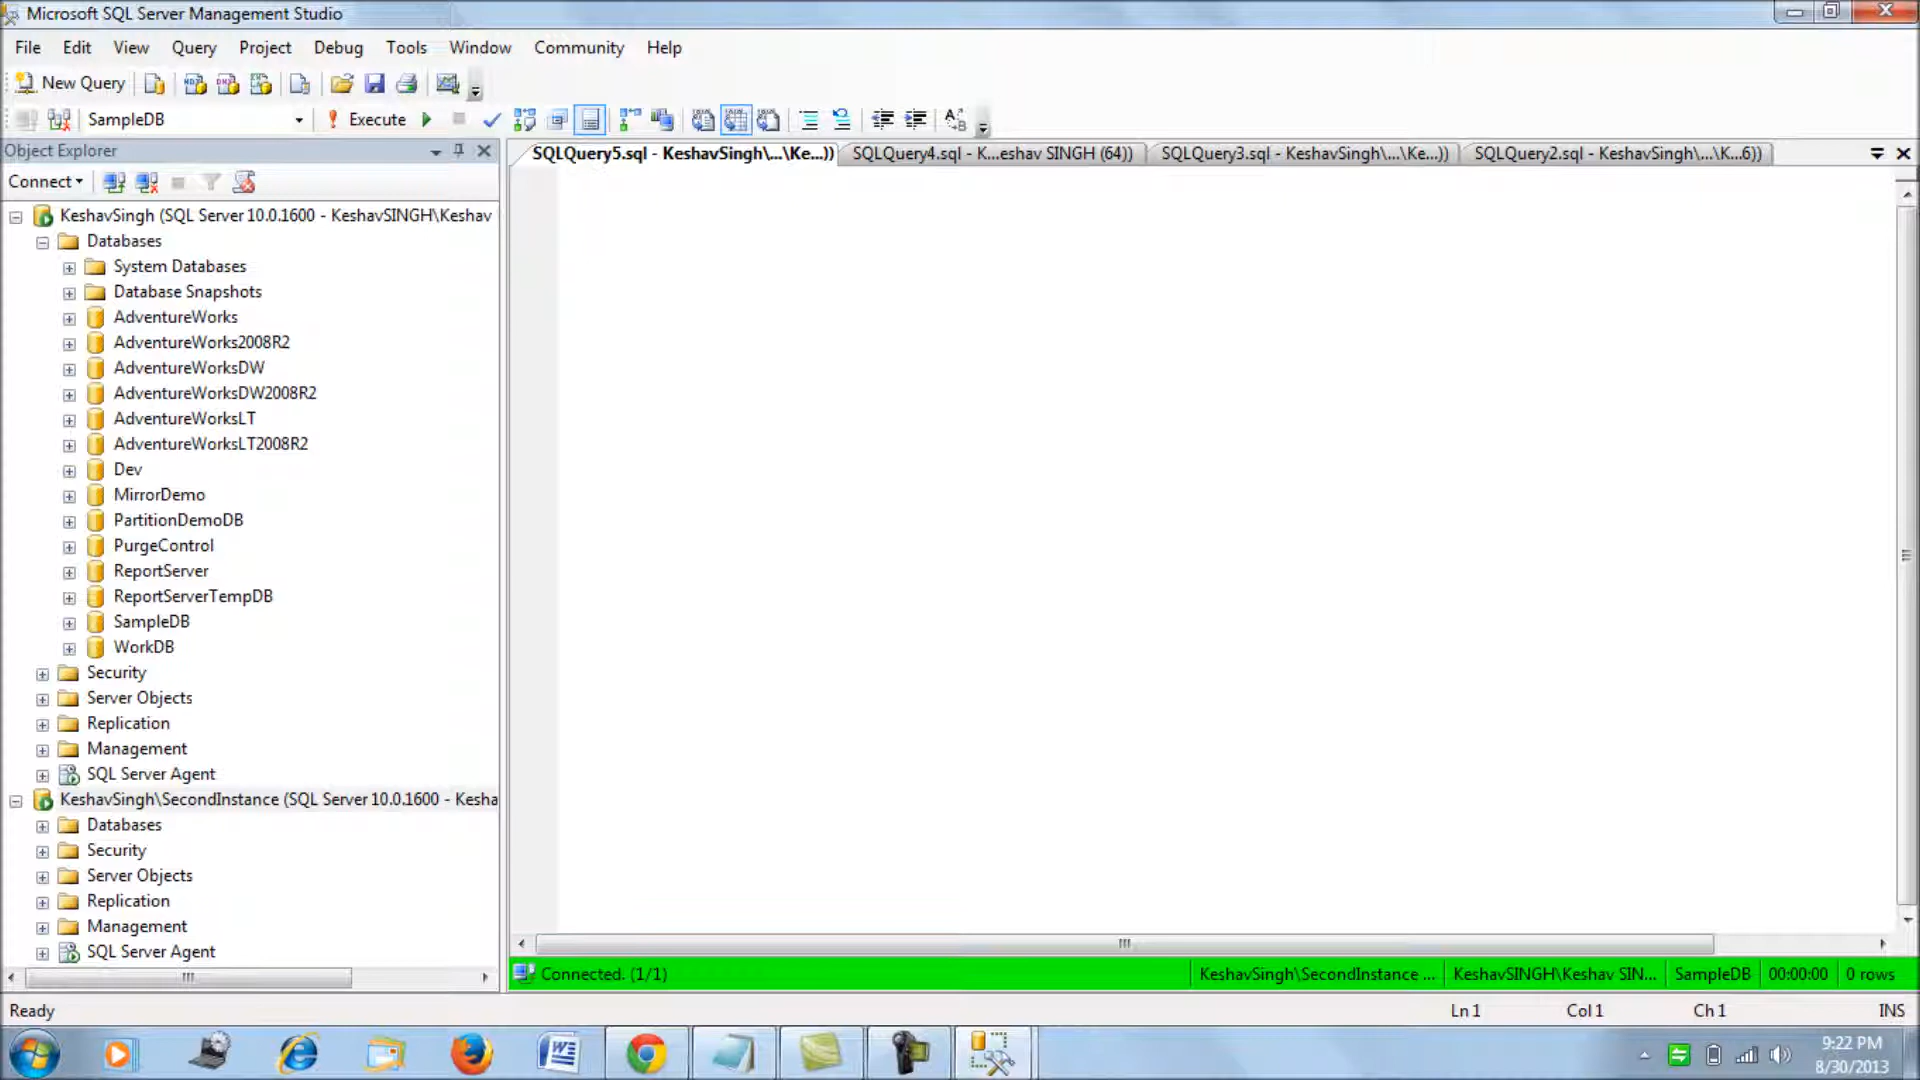 Microsoft SQL Server Management Studio
File Edit View Query Project Debug Tools Window Community Help
New Query
SampleDB Execute
Object Explorer
SQLQuery5.sql - KeshavSingh\...\Ke...)) SQLQuery4.sql - K...eshav SINGH (64)) SQLQuery3.sql - KeshavSingh\...\Ke...)) SQLQuery2.sql - KeshavSingh\...\K...6))
Connect
KeshavSingh (SQL Server 10.0.1600 - KeshavSINGH\Keshav
Databases
System Databases
Database Snapshots
AdventureWorks
AdventureWorks2008R2
AdventureWorksDW
AdventureWorksDW2008R2
AdventureWorksLT
AdventureWorksLT2008R2
Dev
MirrorDemo
PartitionDemoDB
PurgeControl
ReportServer
ReportServerTempDB
SampleDB
WorkDB
Security
Server Objects
Replication
Management
SQL Server Agent
KeshavSingh\SecondInstance (SQL Server 10.0.1600 - Kesha
Databases
Security
Server Objects
Replication
Management
SQL Server Agent
Connected. (1/1) KeshavSingh\SecondInstance ... KeshavSINGH\Keshav SIN... SampleDB 00:00:00 0 rows
Ready Ln 1 Col 1 Ch 1 INS
9:22 PM
8/30/2013